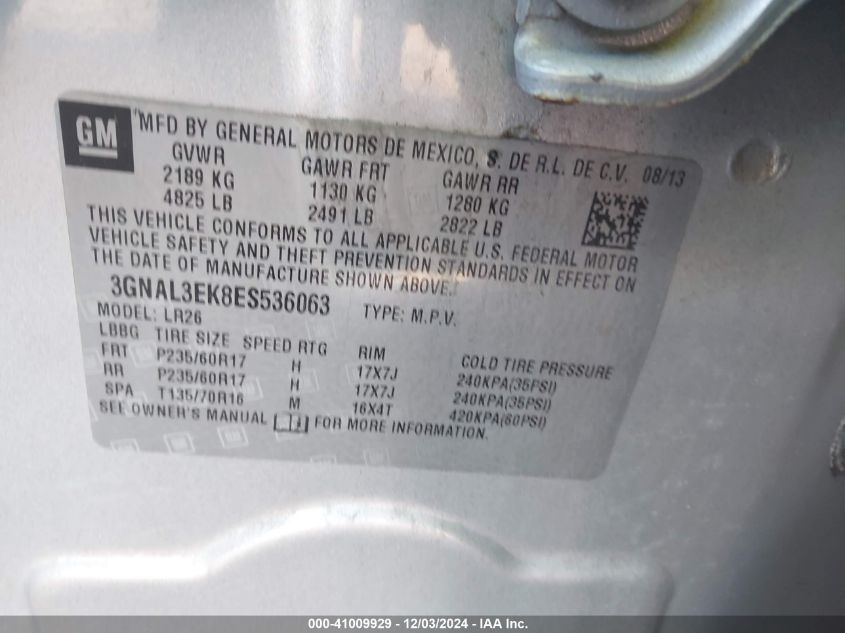 GM
MFD BY GENERAL MOTORS DE MEXICO, S. DE R.L. DE C.V. 08/13
GVWR GAWR FRT GAWR RR
2189 KG 1130 KG 1280 KG
4825 LB 2491 LB 2822 LB
THIS VEHICLE CONFORMS TO ALL APPLICABLE U.S. FEDERAL MOTOR
VEHICLE SAFETY AND THEFT PREVENTION STANDARDS IN EFFECT ON
THE DATE OF MANUFACTURE SHOWN ABOVE.
3GNAL3EK8ES536063 TYPE: M.P.V.
MODEL: LR26
LBBG TIRE SIZE SPEED RTG RIM COLD TIRE PRESSURE
FRT P235/60R17 H 17X7J 240KPA(35PSI)
RR P235/60R17 H 17X7J 240KPA(35PSI)
SPA T135/70R16 M 16X4T 420KPA(60PSI)
SEE OWNER'S MANUAL FOR MORE INFORMATION.
000-41009929 - 12/03/2024 - IAA Inc.